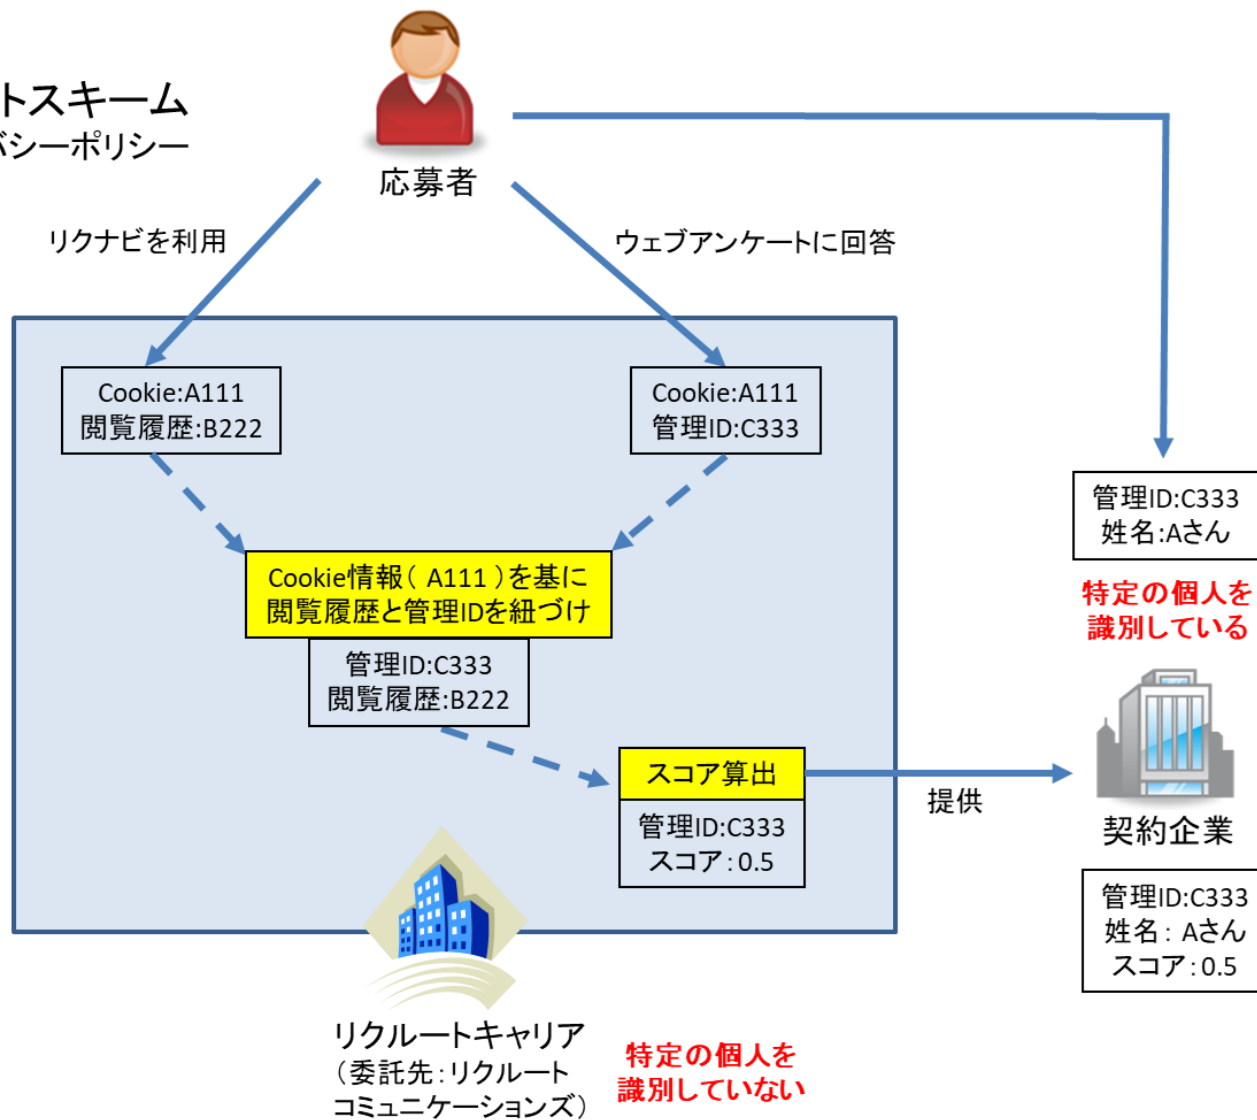 トスキーム
バシーポリシー
応募者
リクナビを利用
ウェブアンケートに回答
Cookie:A111
閲覧履歴:B222
Cookie:A111
管理ID:C333
管理ID:C333
姓名:Aさん
特定の個人を
識別している
Cookie情報( A111 )を基に
閲覧履歴と管理IDを紐づけ
管理ID:C333
閲覧履歴:B222
スコア算出
管理ID:C333
スコア:0.5
提供
契約企業
管理ID:C333
姓名: Aさん
スコア:0.5
リクルートキャリア
(委託先:リクルート
コミュニケーションズ)
特定の個人を
識別していない